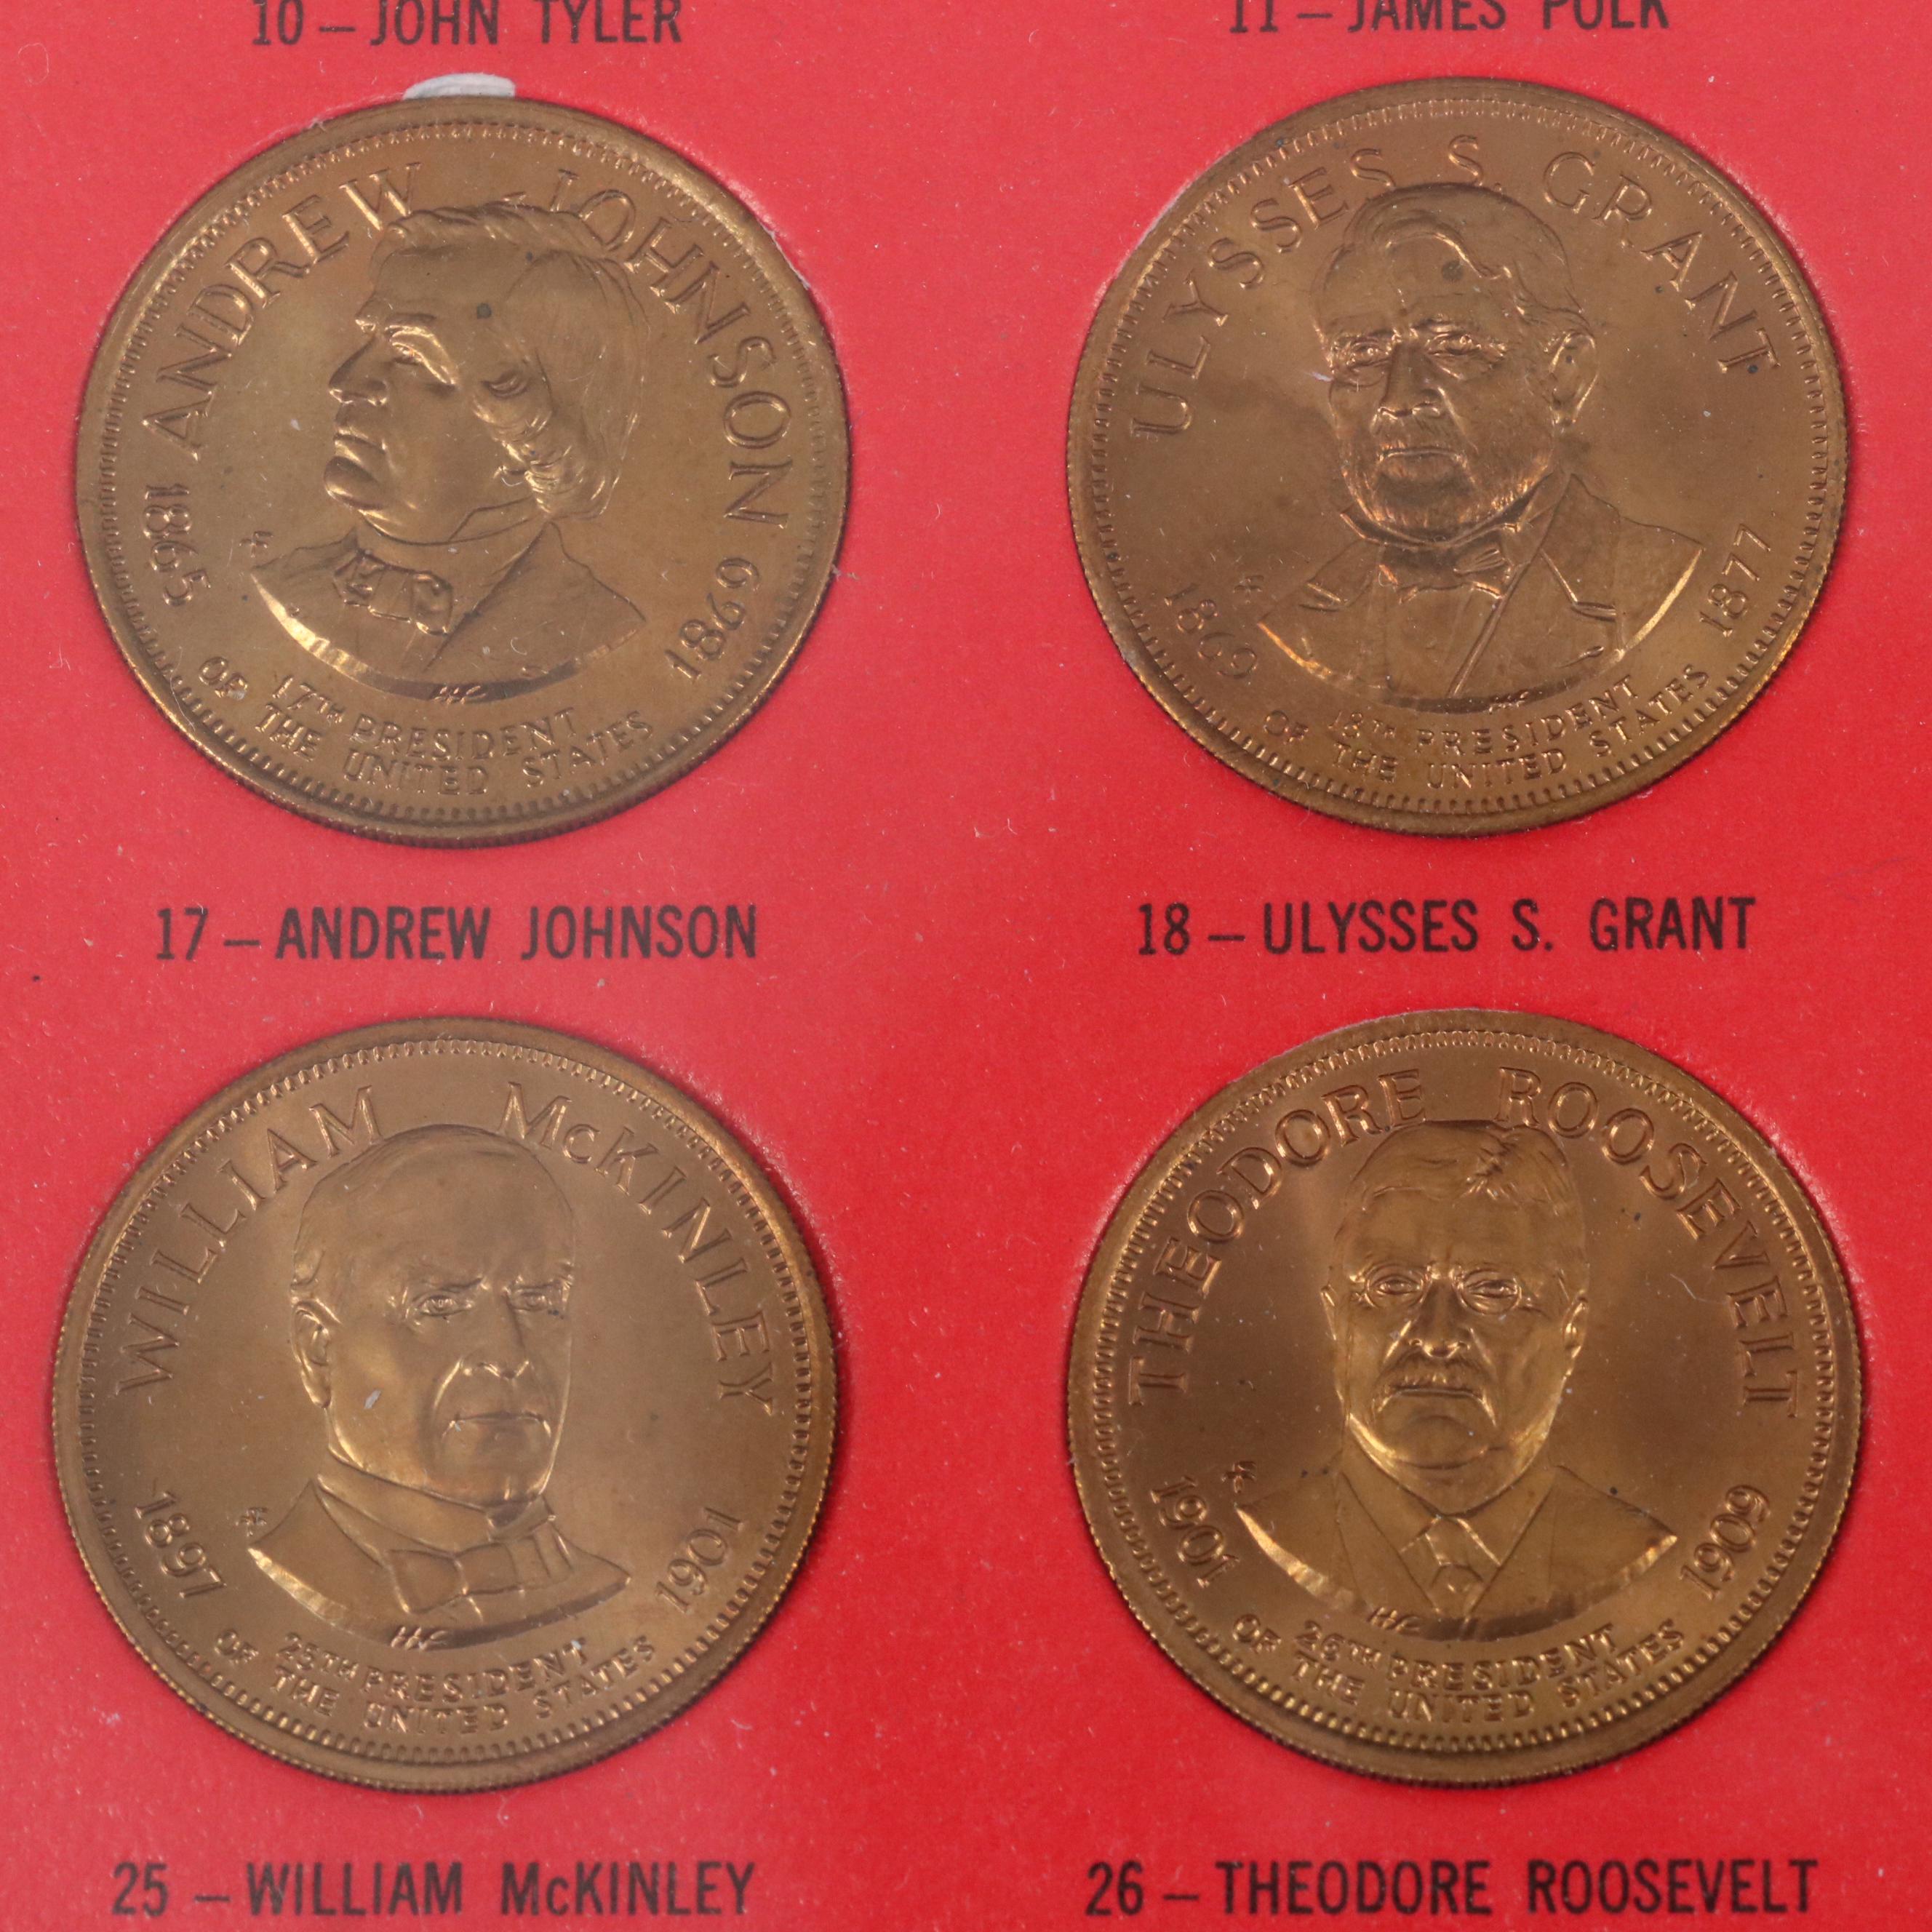 10 – JOHN TYLER
11 – JAMES POLK
ANDREW JOHNSON
1865
1869
17TH PRESIDENT
OF THE UNITED STATES
ULYSSES S. GRANT
1869
1877
18TH PRESIDENT
OF THE UNITED STATES
17 – ANDREW JOHNSON
18 – ULYSSES S. GRANT
WILLIAM McKINLEY
1897
1901
25TH PRESIDENT
OF THE UNITED STATES
THEODORE ROOSEVELT
1901
1909
26TH PRESIDENT
OF THE UNITED STATES
25 – WILLIAM McKINLEY
26 – THEODORE ROOSEVELT